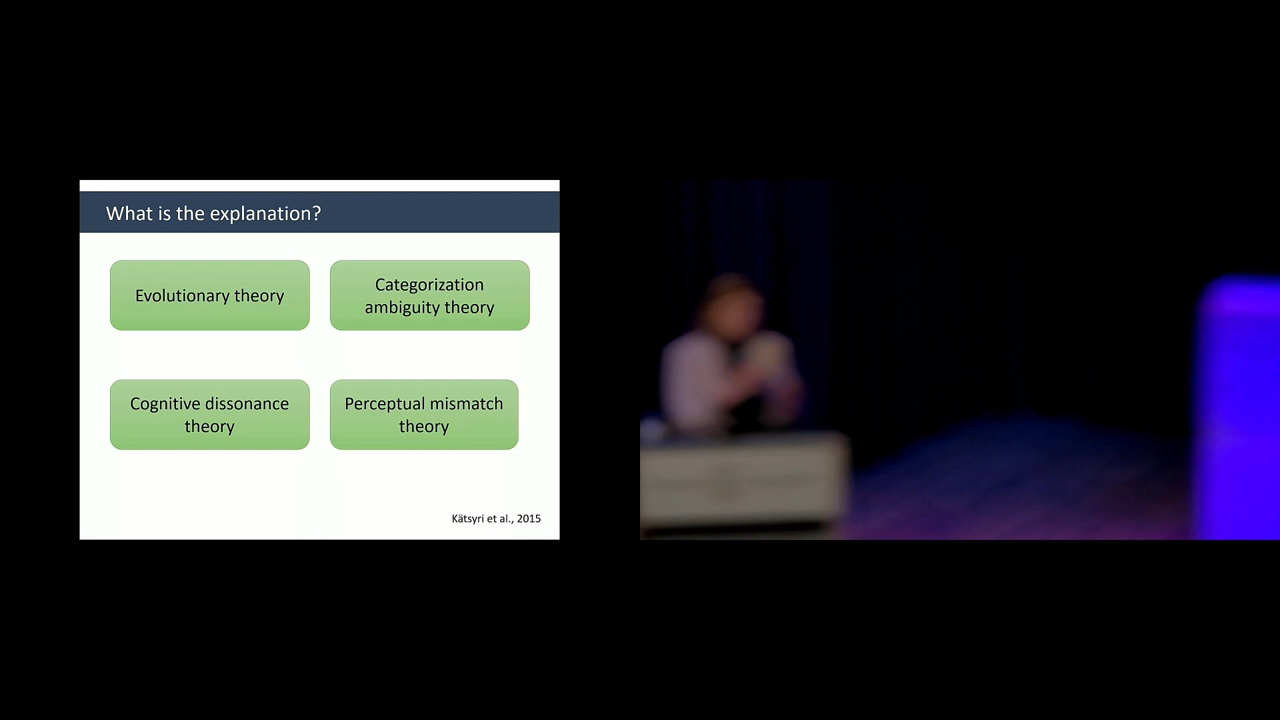 What is the explanation?
Evolutionary theory
Categorization
ambiguity theory
Cognitive dissonance
theory
Perceptual mismatch
theory
Kätsyri et al., 2015